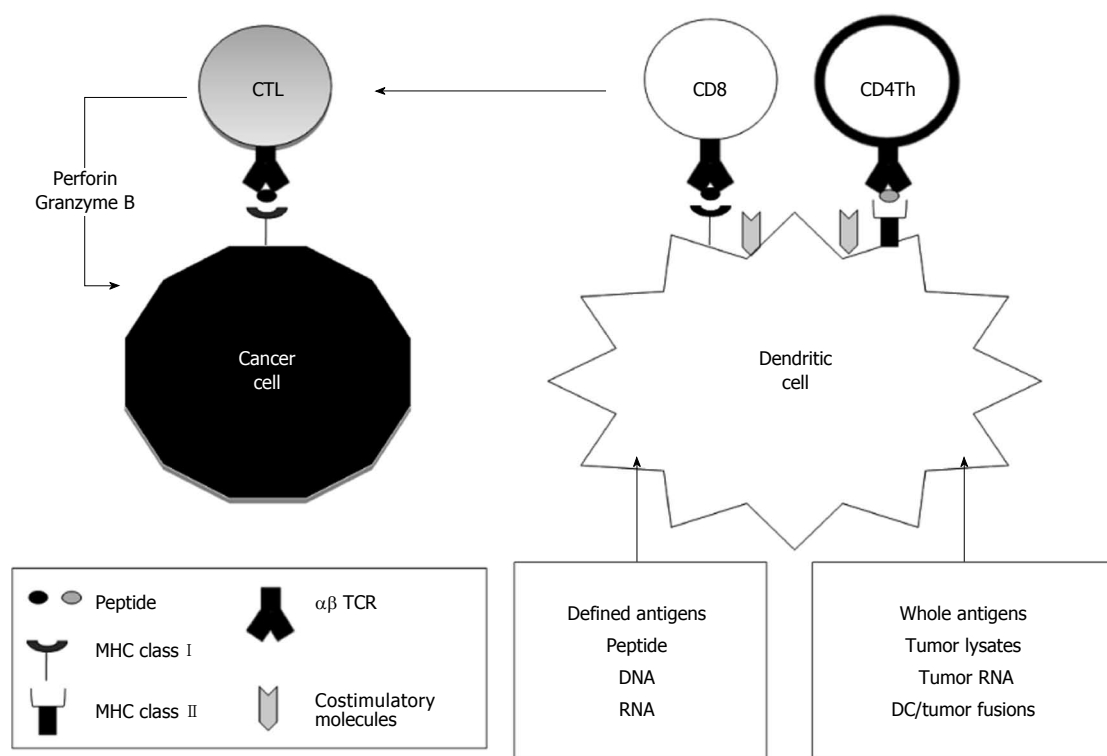 CTL
CD8
CD4Th
Perforin
Granzyme B
Cancer
cell
Dendritic
cell
Peptide
MHC class Ⅰ
MHC class Ⅱ
αβ TCR
Costimulatory
molecules
Defined antigens
Peptide
DNA
RNA
Whole antigens
Tumor lysates
Tumor RNA
DC/tumor fusions